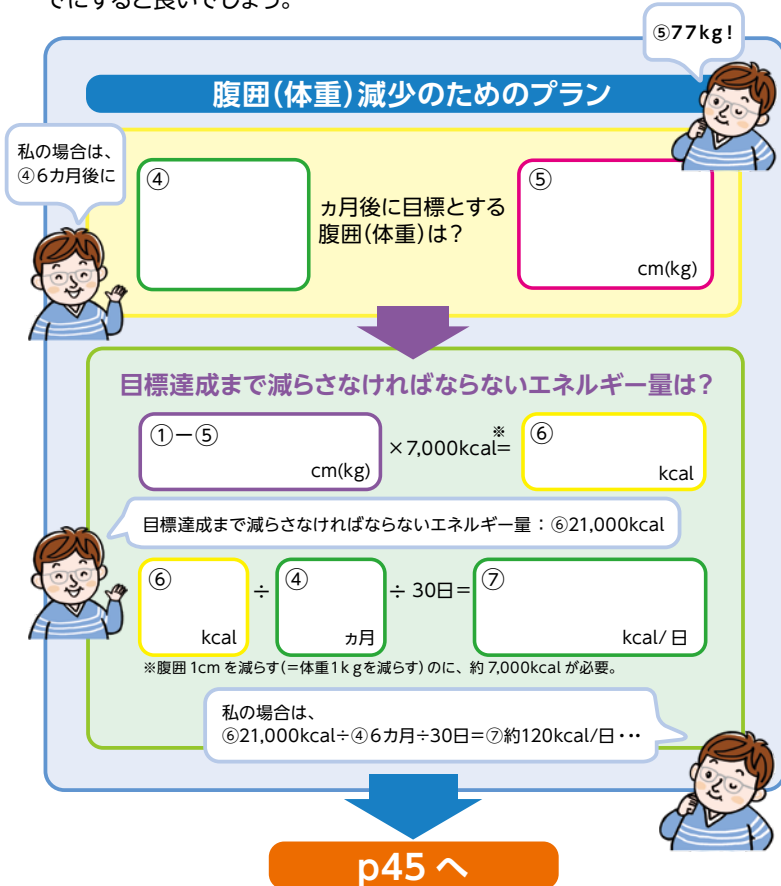 でにすると良いでしょう。
⑤77kg!
腹囲(体重)減少のためのプラン
私の場合は、
④6カ月後に
④
ヵ月後に目標とする
腹囲(体重)は?
⑤
cm(kg)
目標達成まで減らさなければならないエネルギー量は?
①−⑤
cm(kg)
×7,000kcal※=
⑥
kcal
目標達成まで減らさなければならないエネルギー量:⑥21,000kcal
⑥
kcal
÷
④
ヵ月
÷ 30日=
⑦
kcal/ 日
※腹囲 1cm を減らす(=体重1kgを減らす)のに、約 7,000kcal が必要。
私の場合は、
⑥21,000kcal÷④6カ月÷30日=⑦約120kcal/日・・・
p45 へ